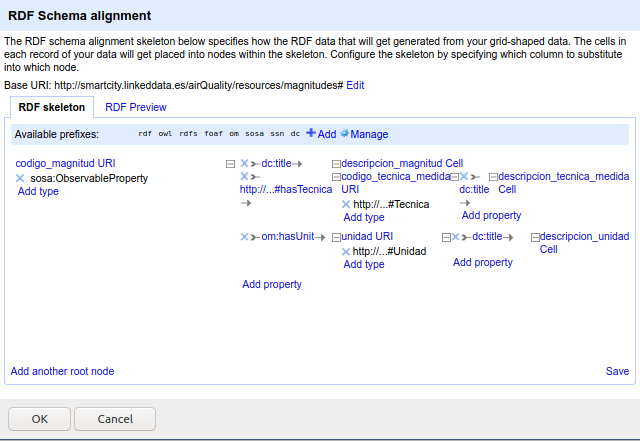 RDF Schema alignment
The RDF schema alignment skeleton below specifies how the RDF data that will get generated from your grid-shaped data. The cells in
each record of your data will get placed into nodes within the skeleton. Configure the skeleton by specifying which column to substitute
into which node.
Base URI: http://smartcity.linkeddata.es/airQuality/resources/magnitudes# Edit
RDF skeleton RDF Preview
Available prefixes: rdf owl rdfs foaf om sosa ssn dc Add Manage
codigo_magnitud URI
sosa:ObservableProperty
Add type
dc:title
descripcion_magnitud Cell
http://...#hasTecnica
codigo_tecnica_medida
URI
http://...#Tecnica
Add type
dc:title
descripcion_tecnica_medida
Cell
Add property
om:hasUnit
unidad URI
http://...#Unidad
Add type
dc:title
descripcion_unidad
Cell
Add property
Add property
Add another root node
Save
OK
Cancel